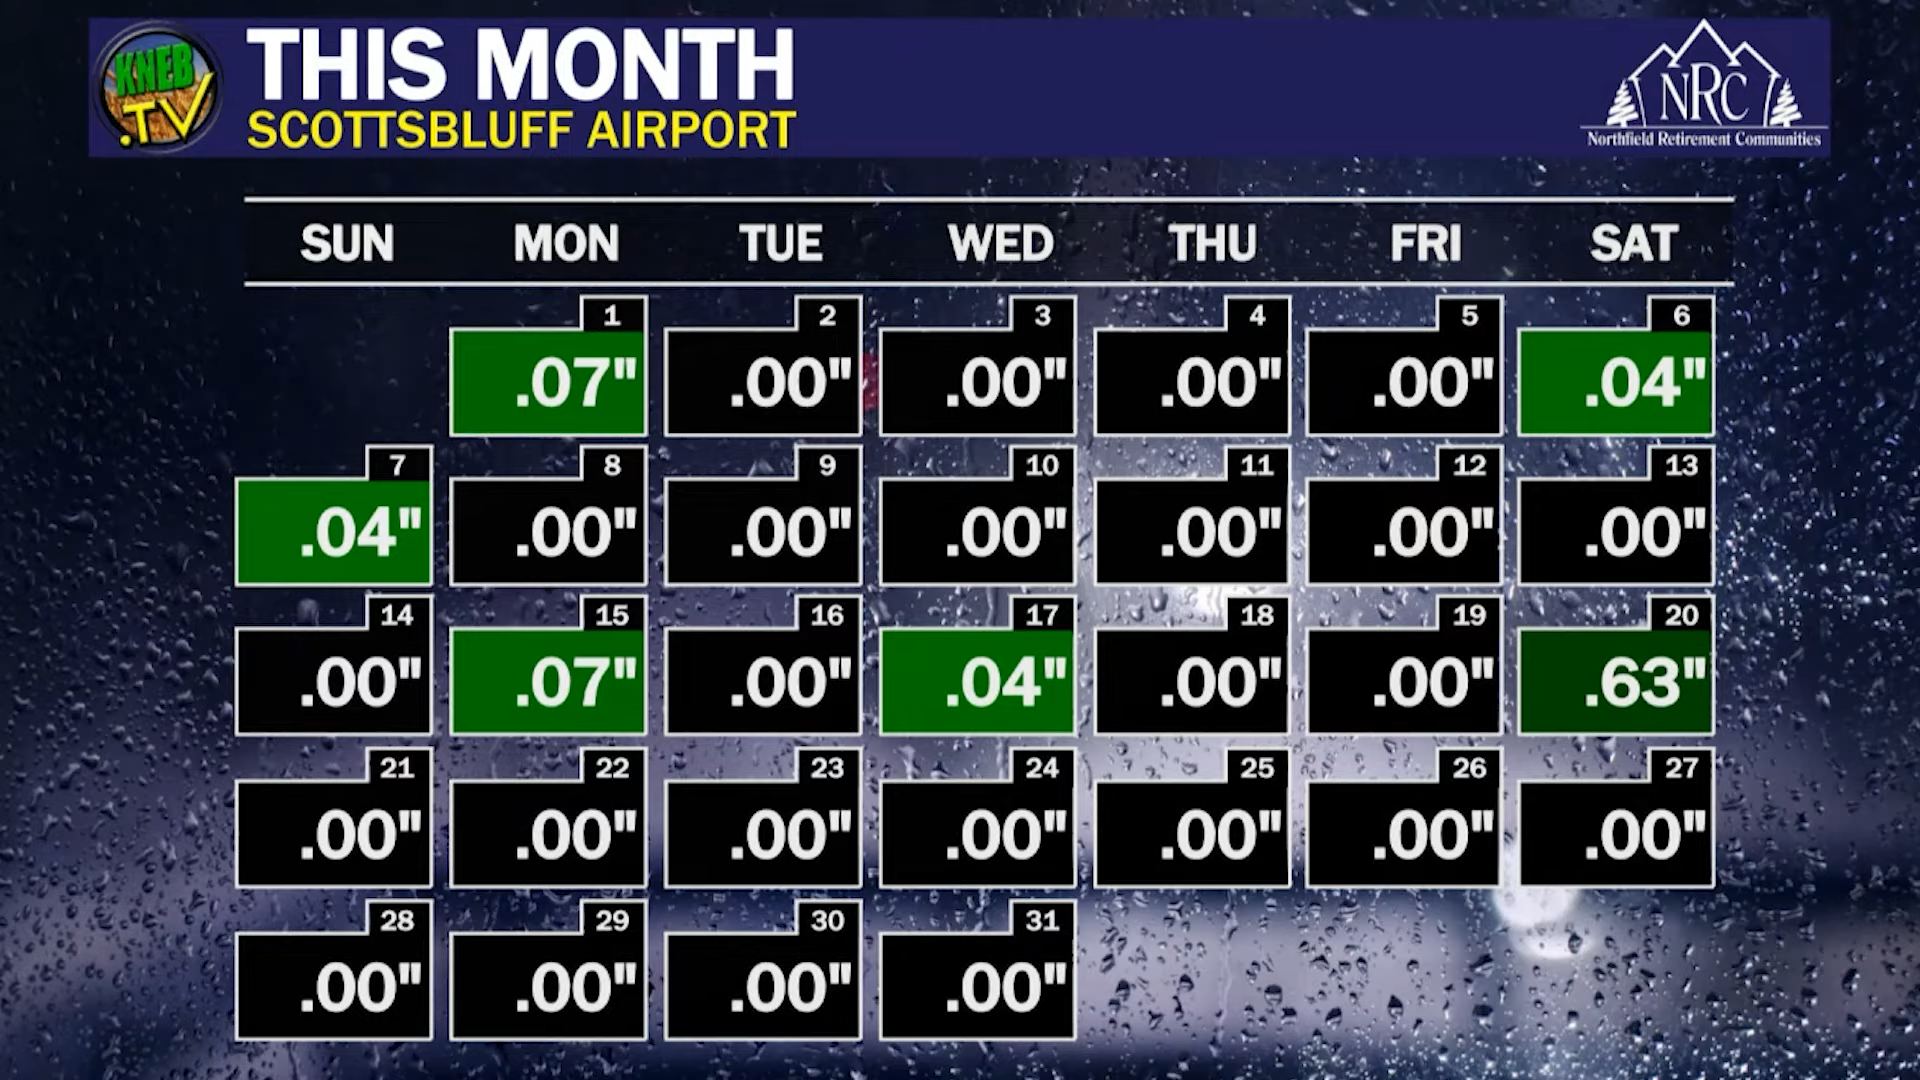 KNEB
.TV
THIS MONTH
SCOTTSBLUFF AIRPORT
NRC
Northfield Retirement Communities
SUN MON TUE WED THU FRI SAT
1 2 3 4 5 6
.07" .00" .00" .00" .00" .04"
7 8 9 10 11 12 13
.04" .00" .00" .00" .00" .00" .00"
14 15 16 17 18 19 20
.00" .07" .00" .04" .00" .00" .63"
21 22 23 24 25 26 27
.00" .00" .00" .00" .00" .00" .00"
28 29 30 31
.00" .00" .00" .00"